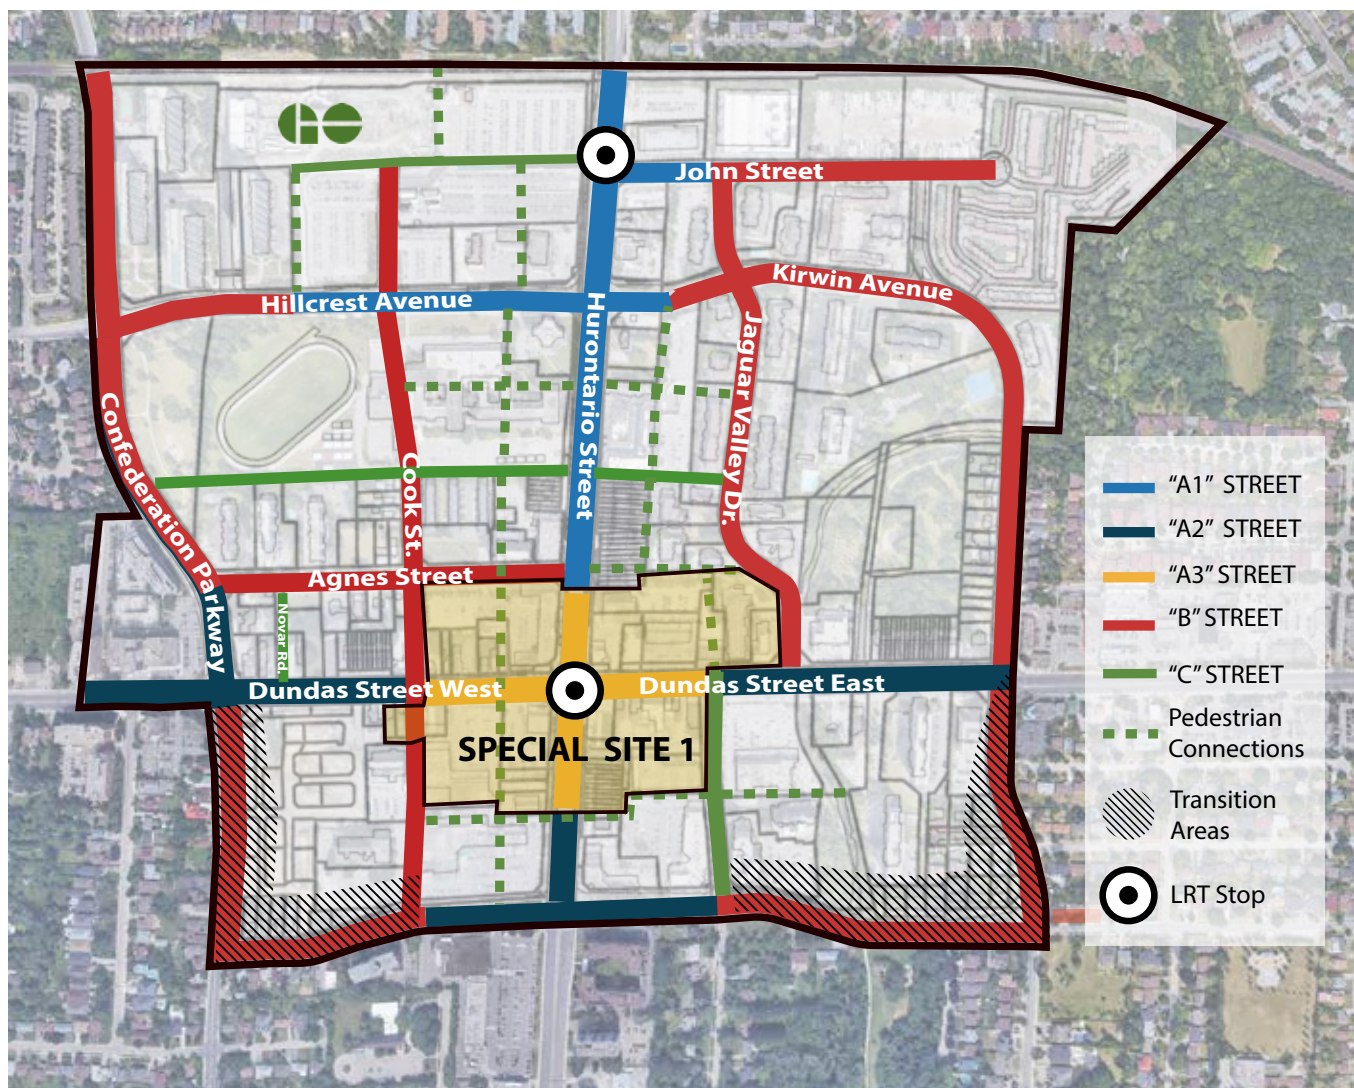 GO
John Street
Kirwin Avenue
Hillcrest Avenue
Hurontario Street
Jaguar Valley Dr.
Confederation Parkway
Cook St.
Agnes Street
Novar Rd.
Dundas Street West
Dundas Street East
SPECIAL SITE 1
“A1” STREET
“A2” STREET
“A3” STREET
“B” STREET
“C” STREET
Pedestrian
Connections
Transition
Areas
LRT Stop